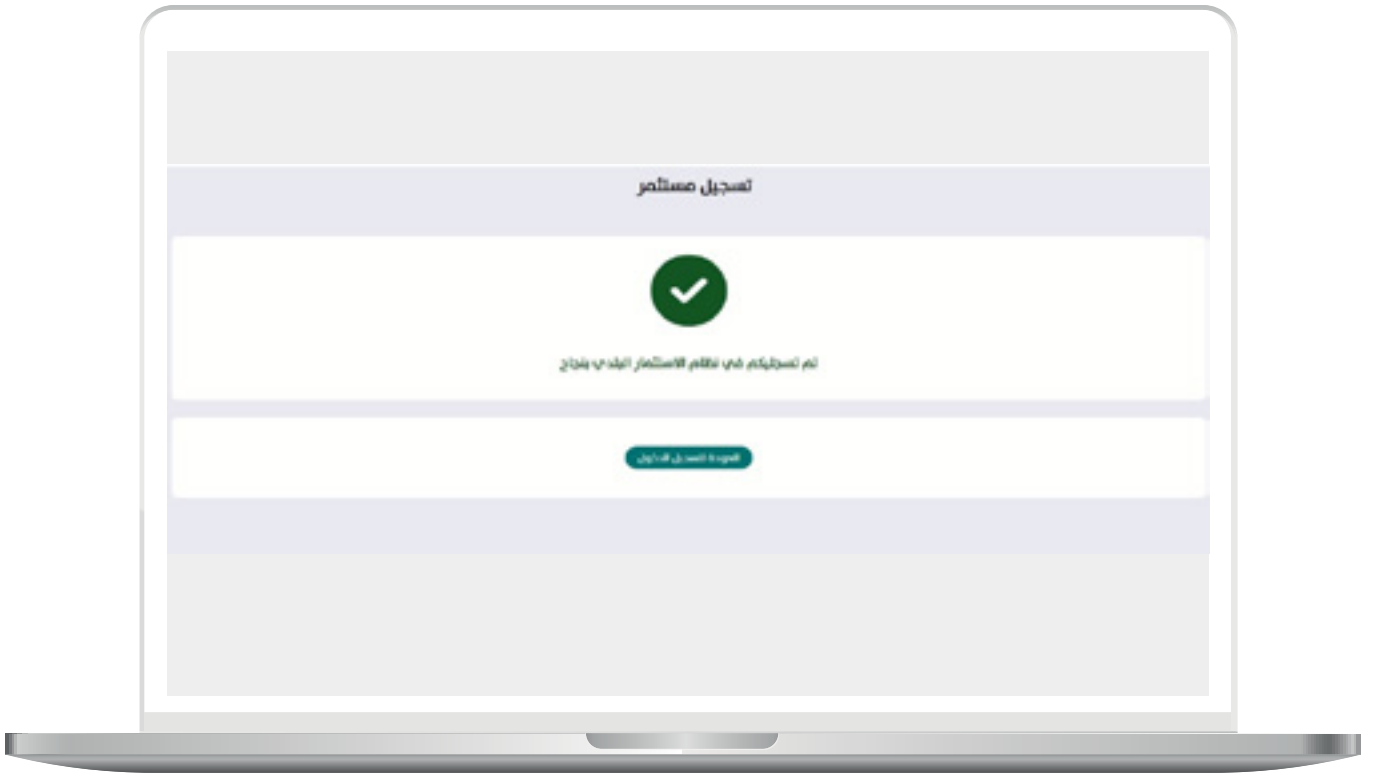 تسجيل مستثمر
تم تسجيلكم في نظام الاستثمار البلدي بنجاح
العودة لتسجيل الدخول